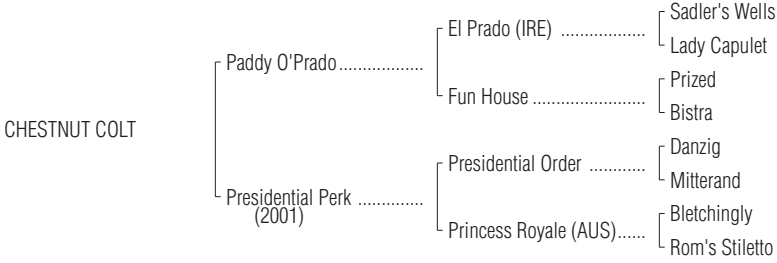 Sadler's Wells
El Prado (IRE) ...................
Lady Capulet
Paddy O'Prado..................
Prized
Fun House ........................
Bistra
CHESTNUT COLT
Danzig
Presidential Order ............
Mitterand
Presidential Perk ..............
(2001)
Bletchingly
Princess Royale (AUS)......
Rom's Stiletto